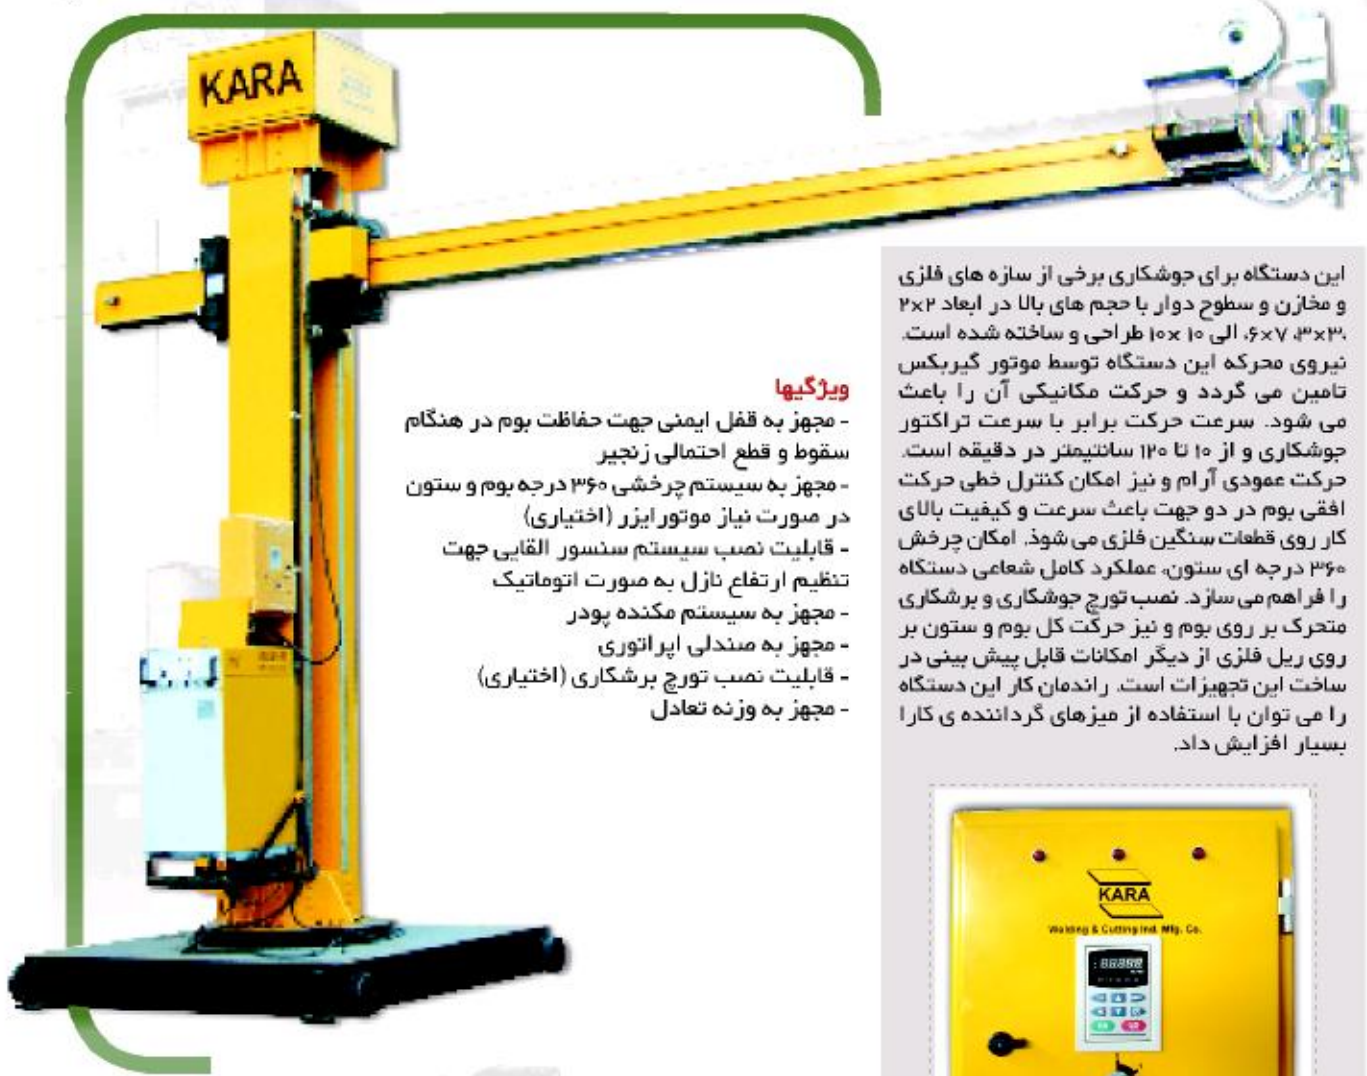 KARA
این دستگاه برای جوشکاری برخی از سازه های فلزی
و مخازن و سطوح دوار با حجم های بالا در ابعاد ۲×۲
،۳×۳، ۷×۶، الی ۱۰ ×۱۰ طراحی و ساخته شده است.
نیروی محرکه این دستگاه توسط موتور گیربکس
تامین می گردد و حرکت مکانیکی آن را باعث
می شود. سرعت حرکت برابر با سرعت تراکتور
جوشکاری و از ۱۰ تا ۱۲۰ سانتیمتر در دقیقه است.
حرکت عمودی آرام و نیز امکان کنترل خطی حرکت
افقی بوم در دو جهت باعث سرعت و کیفیت بالای
کار روی قطعات سنگین فلزی می شوذ. امکان چرخش
۳۶۰ درجه ای ستون، عملکرد کامل شعاعی دستگاه
را فراهم می سازد. نصب تورچ جوشکاری و برشکاری
متحرک بر روی بوم و نیز حرکت کل بوم و ستون بر
روی ریل فلزی از دیگر امکانات قابل پیش بینی در
ساخت این تجهیزات است. راندمان کار این دستگاه
را می توان با استفاده از میزهای گرداننده ی کارا
بسیار افزایش داد.
ویژگیها
- مجهز به قفل ایمنی جهت حفاظت بوم در هنگام
سقوط و قطع احتمالی زنجیر
- مجهز به سیستم چرخشی ۳۶۰ درجه بوم و ستون
در صورت نیاز موتورایزر (اختیاری)
- قابلیت نصب سیستم سنسور القایی جهت
تنظیم ارتفاع نازل به صورت اتوماتیک
- مجهز به سیستم مکنده پودر
- مجهز به صندلی اپراتوری
- قابلیت نصب تورچ برشکاری (اختیاری)
- مجهز به وزنه تعادل
KARA
Welding & Cutting Ind. Mfg. Co.